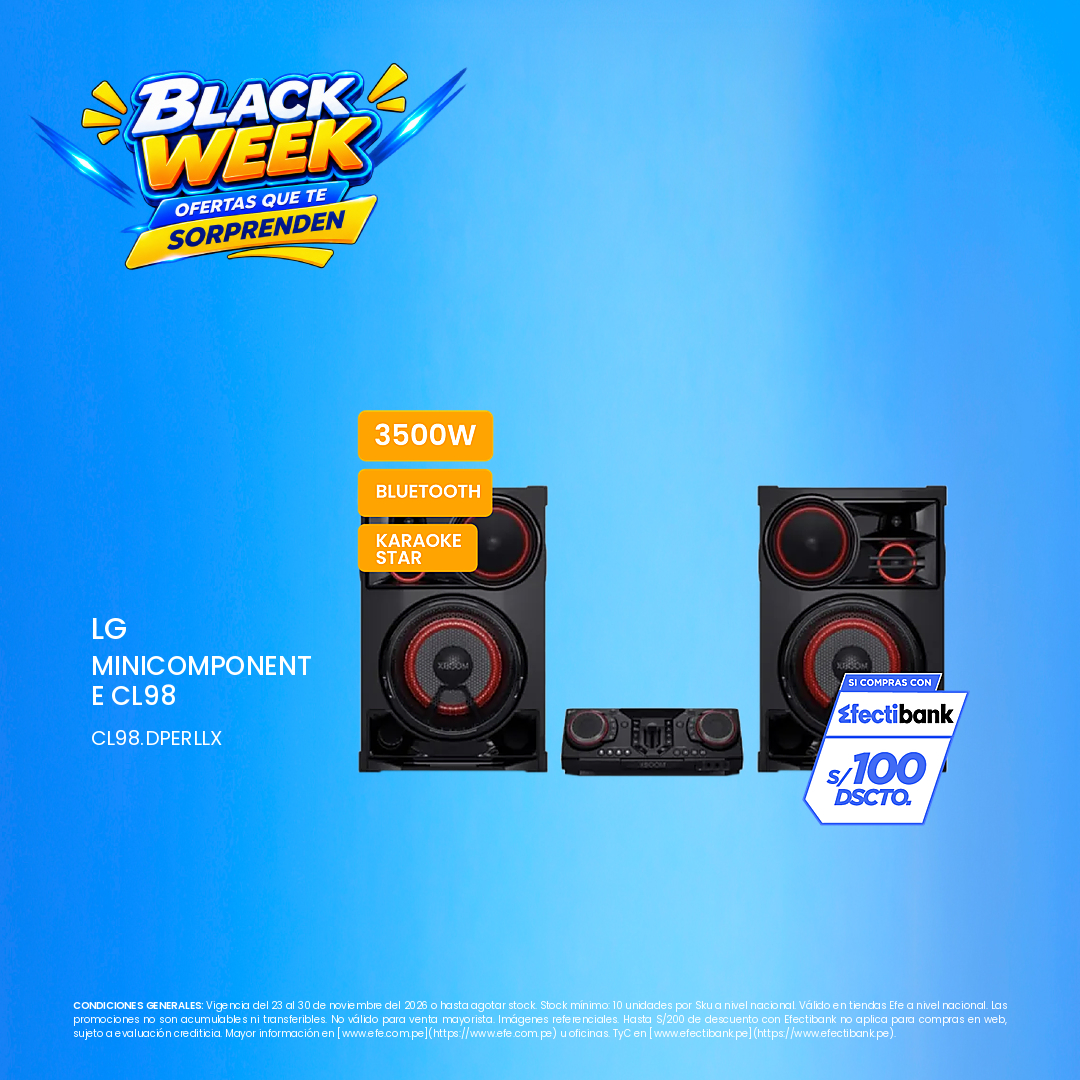 BLACK
WEEK
OFERTAS QUE TE
SORPRENDEN
3500W
BLUETOOTH
KARAOKE
STAR
LG
MINICOMPONENT
E CL98
CL98.DPERLLX
XBOOM
XBOOM
XBOOM
SI COMPRAS CON
Efectibank
S/100
DSCTO.
CONDICIONES GENERALES: Vigencia del 23 al 30 de noviembre del 2026 o hasta agotar stock. Stock mínimo: 10 unidades por Sku a nivel nacional. Válido en tiendas Efe a nivel nacional. Las
promociones no son acumulables ni transferibles. No válido para venta mayorista. Imágenes referenciales. Hasta S/200 de descuento con Efectibank no aplica para compras en web,
sujeto a evaluación crediticia. Mayor información en [www.efe.com.pe](https://www.efe.com.pe) u oficinas. TyC en [www.efectibank.pe](https://www.efectibank.pe).